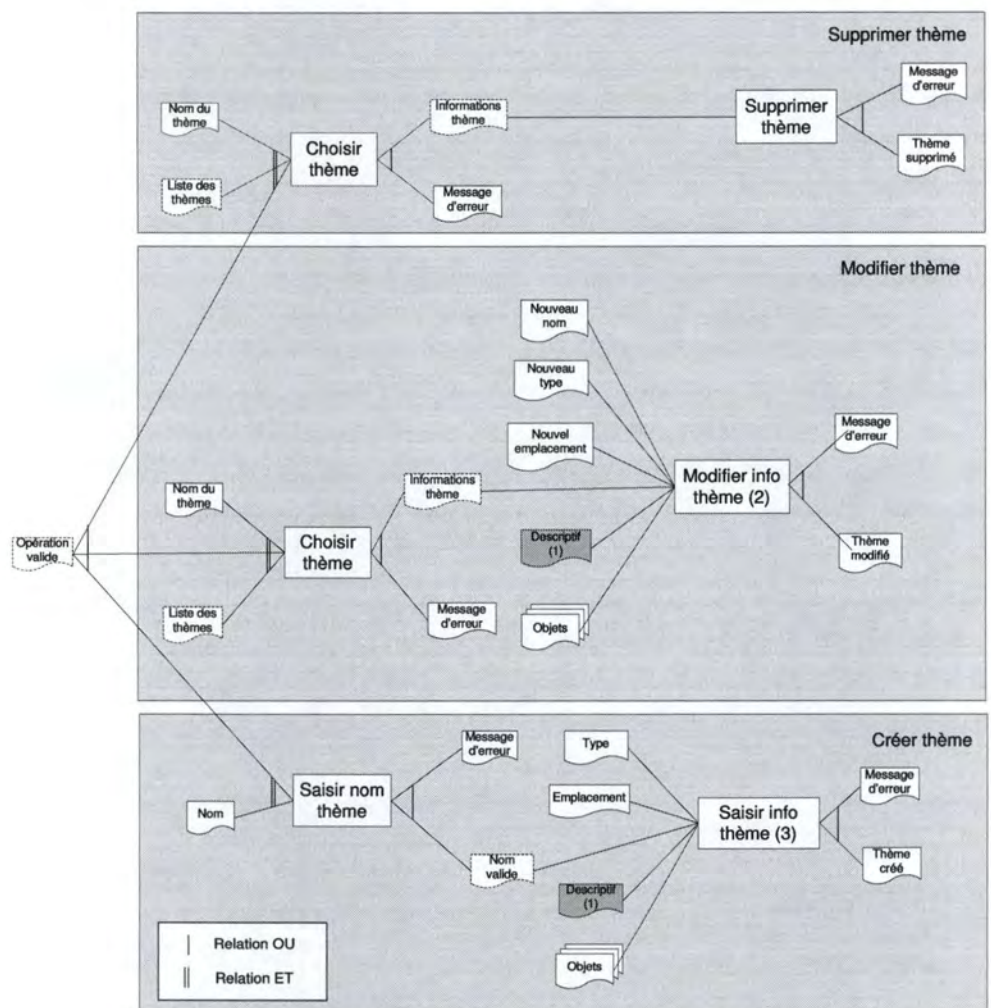 Supprimer thème
Message
d'erreur
Nom du
thème
Informations
thème
Supprimer
thème
Choisir
thème
Thème
supprimé
Liste des
thèmes
Message
d'erreur
Modifier thème
Nouveau
nom
Nouveau
type
Message
d'erreur
Nouvel
emplacement
Informations
thème
Modifier info
thème (2)
Nom du
thème
Opération
valide
Choisir
thème
Descriptif
(1)
Thème
modifié
Liste des
thèmes
Message
d'erreur
Objets
Créer thème
Message
d'erreur
Type
Message
d'erreur
Saisir nom
thème
Emplacement
Saisir info
thème (3)
Nom
Nom
valide
Thème
créé
Descriptif
(1)
Relation OU
Relation ET
Objets